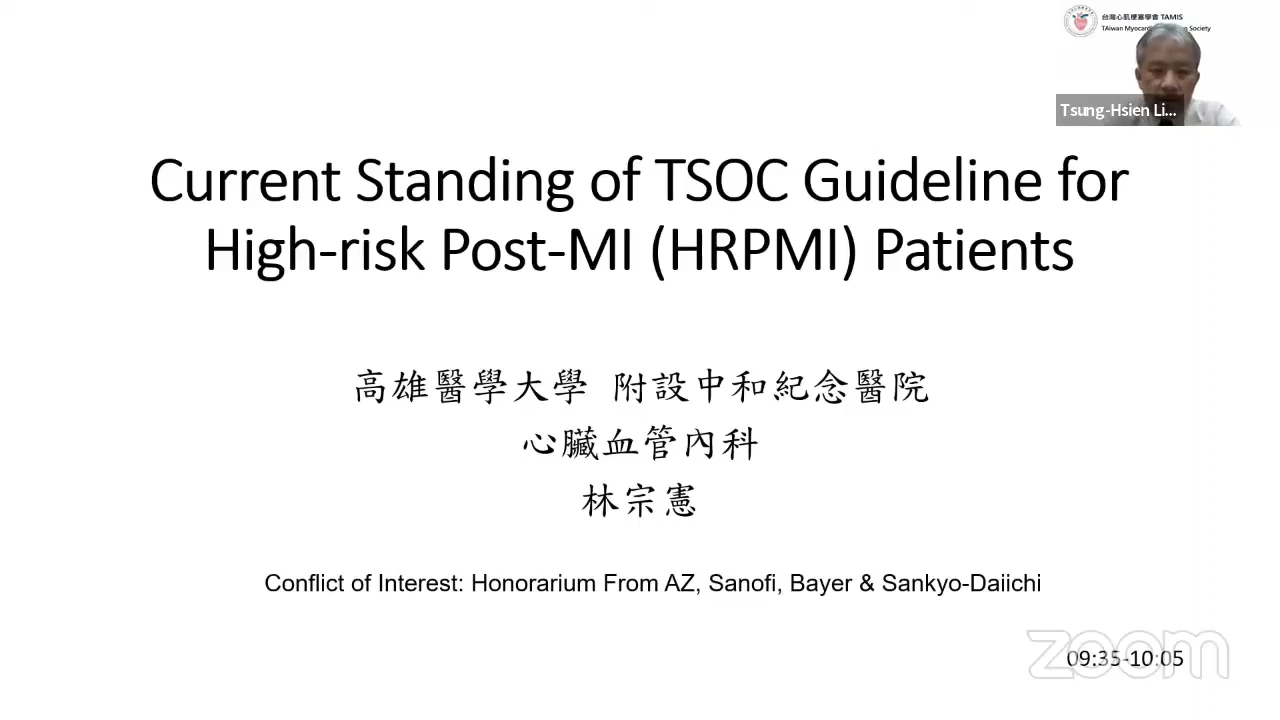 台灣心肌梗塞學會 TAMIS
TAiwan Myocard Society
Tsung-Hsien Li...
Current Standing of TSOC Guideline for
High-risk Post-MI (HRPMI) Patients
高雄醫學大學 附設中和紀念醫院
心臟血管內科
林宗憲
Conflict of Interest: Honorarium From AZ, Sanofi, Bayer & Sankyo-Daiichi
zoom
09:35-10:05